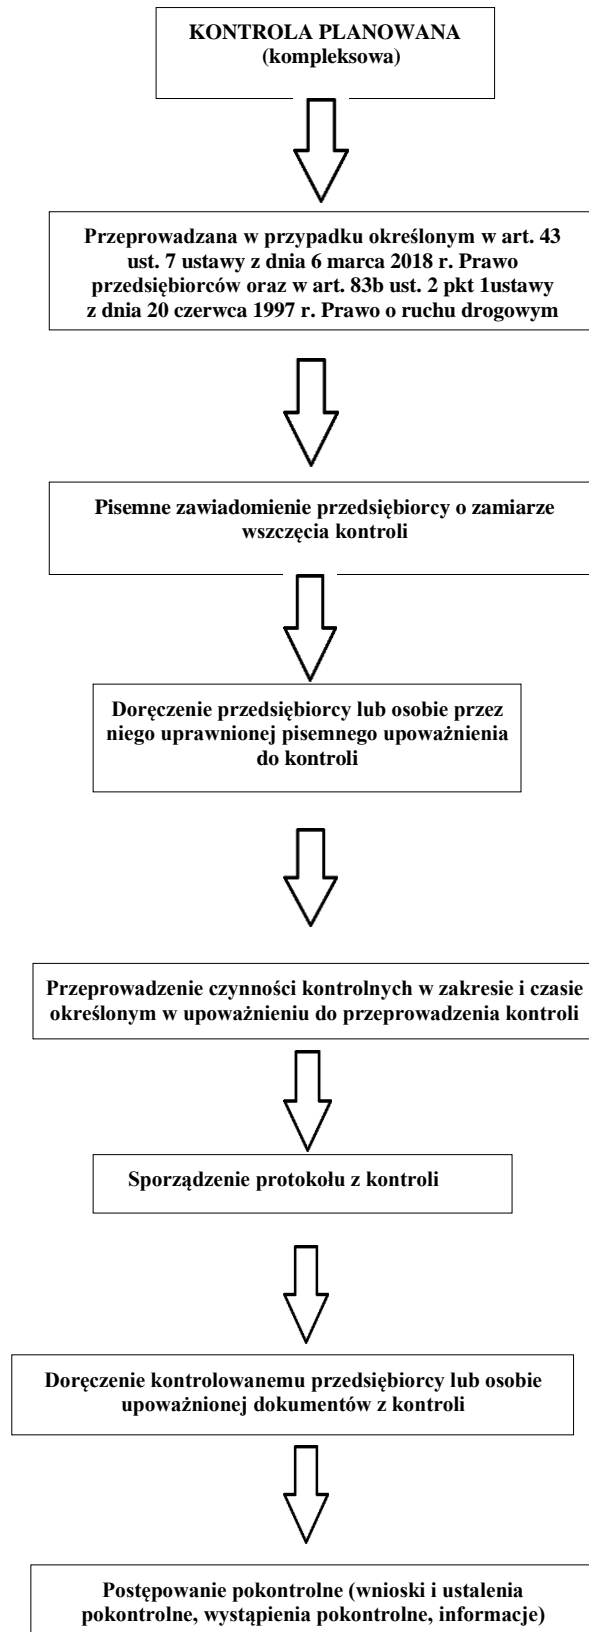 KONTROLA PLANOWANA
(kompleksowa)
Przeprowadzana w przypadku określonym w art. 43
ust. 7 ustawy z dnia 6 marca 2018 r. Prawo
przedsiębiorców oraz w art. 83b ust. 2 pkt 1ustawy
z dnia 20 czerwca 1997 r. Prawo o ruchu drogowym
Pisemne zawiadomienie przedsiębiorcy o zamiarze
wszczęcia kontroli
Doręczenie przedsiębiorcy lub osobie przez
niego uprawnionej pisemnego upoważnienia
do kontroli
Przeprowadzenie czynności kontrolnych w zakresie i czasie
określonym w upoważnieniu do przeprowadzenia kontroli
Sporządzenie protokołu z kontroli
Doręczenie kontrolowanemu przedsiębiorcy lub osobie
upoważnionej dokumentów z kontroli
Postępowanie pokontrolne (wnioski i ustalenia
pokontrolne, wystąpienia pokontrolne, informacje)